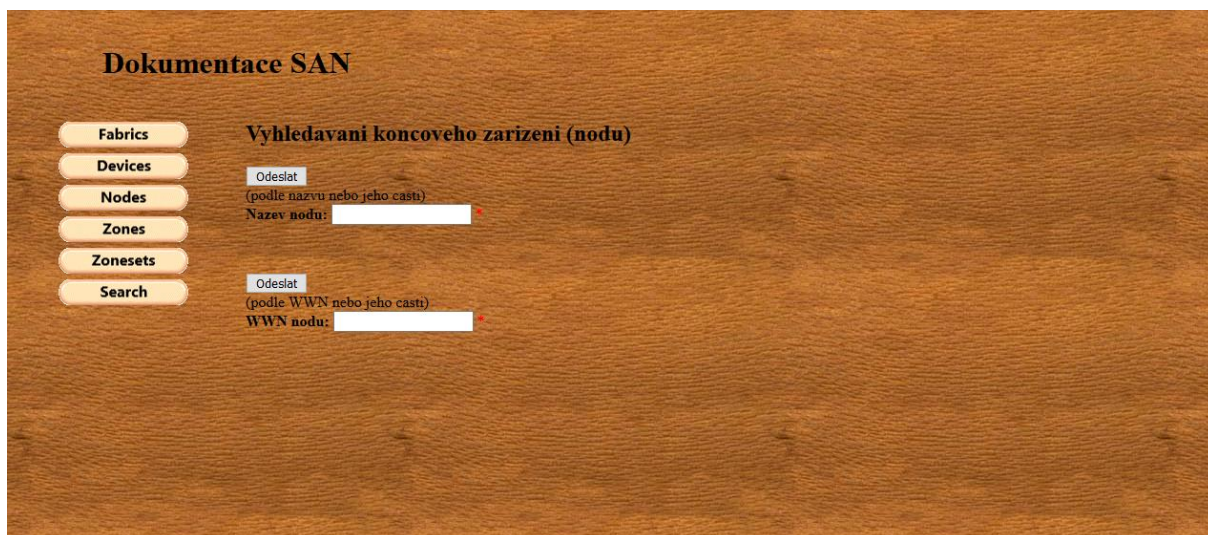 Dokumentace SAN
Fabrics
Devices
Nodes
Zones
Zonesets
Search
Vyhledavani koncoveho zarizeni (nodu)
Odeslat
(podle nazvu nebo jeho casti)
Nazev nodu: *
Odeslat
(podle WWN nebo jeho casti)
WWN nodu: *